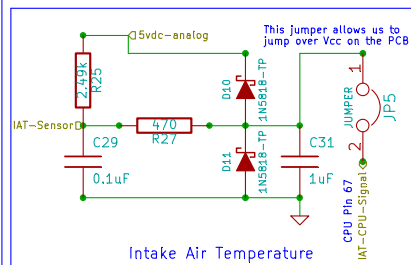 This jumper allows us to
jump over Vcc on the PCB
5vdc-analog
2.49k
R25
D10
1N5818-TP
1
JUMPER
JP5
2
IAT-Sensor
470
R27
C29
0.1uF
D11
1N5818-TP
C31
1uF
CPU Pin 67
IAT-CPU-Signal
Intake Air Temperature